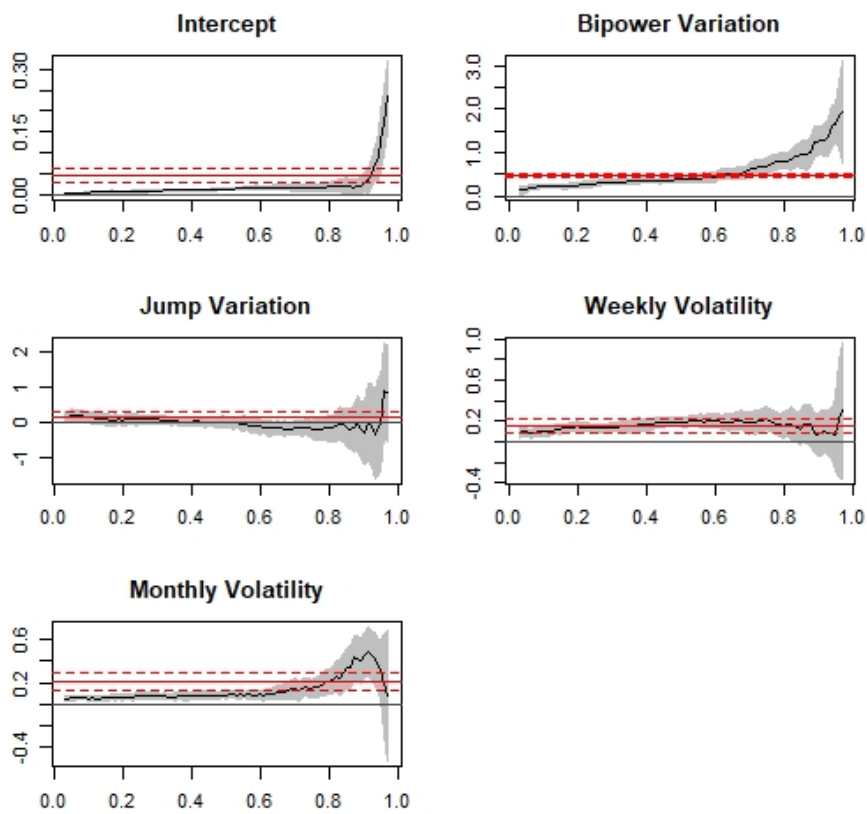 Intercept
0.30
0.15
0.00
0.0 0.2 0.4 0.6 0.8 1.0
Bipower Variation
3.0
2.0
1.0
0.0
0.0 0.2 0.4 0.6 0.8 1.0
Jump Variation
2
1
0
-1
0.0 0.2 0.4 0.6 0.8 1.0
Weekly Volatility
1.0
0.6
0.2
-0.4
0.0 0.2 0.4 0.6 0.8 1.0
Monthly Volatility
0.6
0.2
-0.4
0.0 0.2 0.4 0.6 0.8 1.0